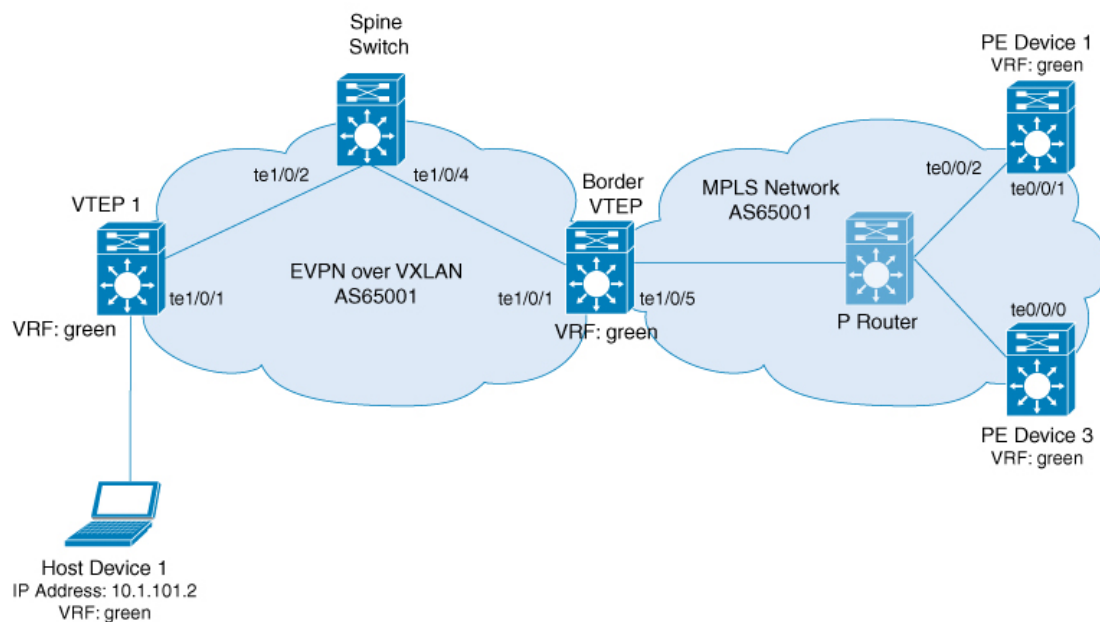 Spine
Switch
PE Device 1
VRF: green
te1/0/2
te1/0/4
Border
VTEP
MPLS Network
AS65001
te0/0/2
te0/0/1
VTEP 1
EVPN over VXLAN
AS65001
te1/0/1
te1/0/1
te1/0/5
VRF: green
VRF: green
P Router
te0/0/0
PE Device 3
VRF: green
Host Device 1
IP Address: 10.1.101.2
VRF: green